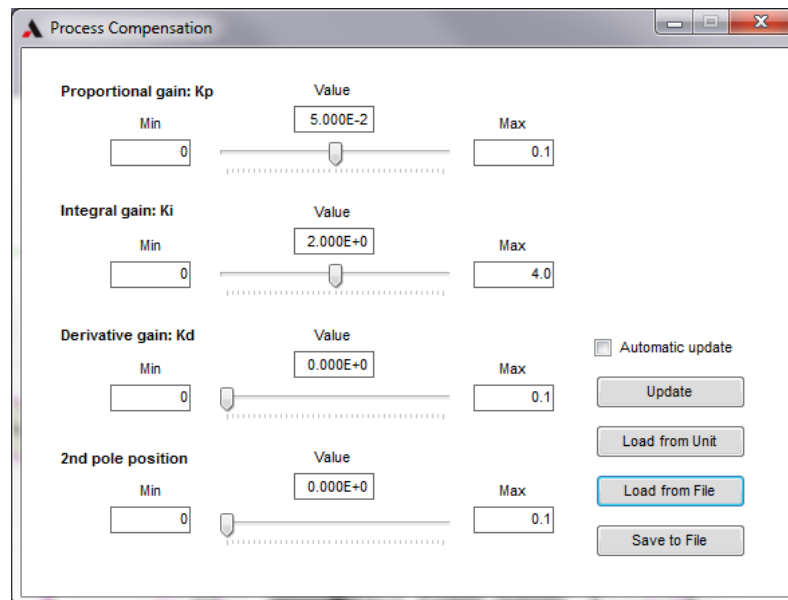 Process Compensation
Proportional gain: Kp
Value
Min
5.000E-2
Max
0
0.1
Integral gain: Ki
Value
Min
2.000E+0
Max
0
4.0
Derivative gain: Kd
Value
Automatic update
Min
0.000E+0
Max
0
0.1
Update
Load from Unit
2nd pole position
Value
Min
0.000E+0
Max
Load from File
0
0.1
Save to File